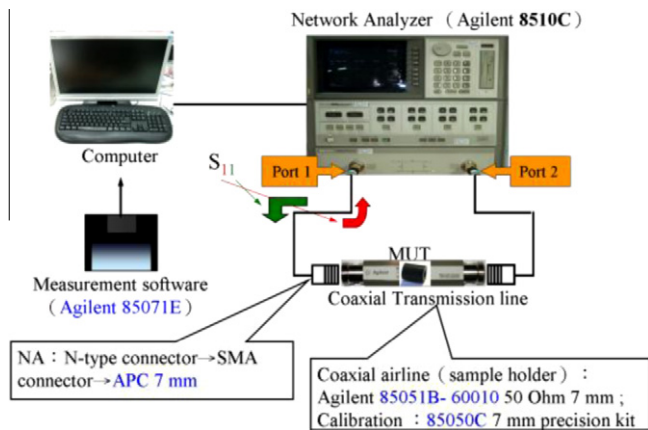 Network Analyzer （ Agilent 8510C）
Computer
S11
Port 1
Port 2
Measurement software
（ Agilent 85071E）
MUT
Agilent
Coaxial Transmission line
NA： N-type connector→SMA
connector→APC 7 mm
Coaxial airline（ sample holder）：
Agilent 85051B- 60010 50 Ohm 7 mm ;
Calibration ：85050C 7 mm precision kit